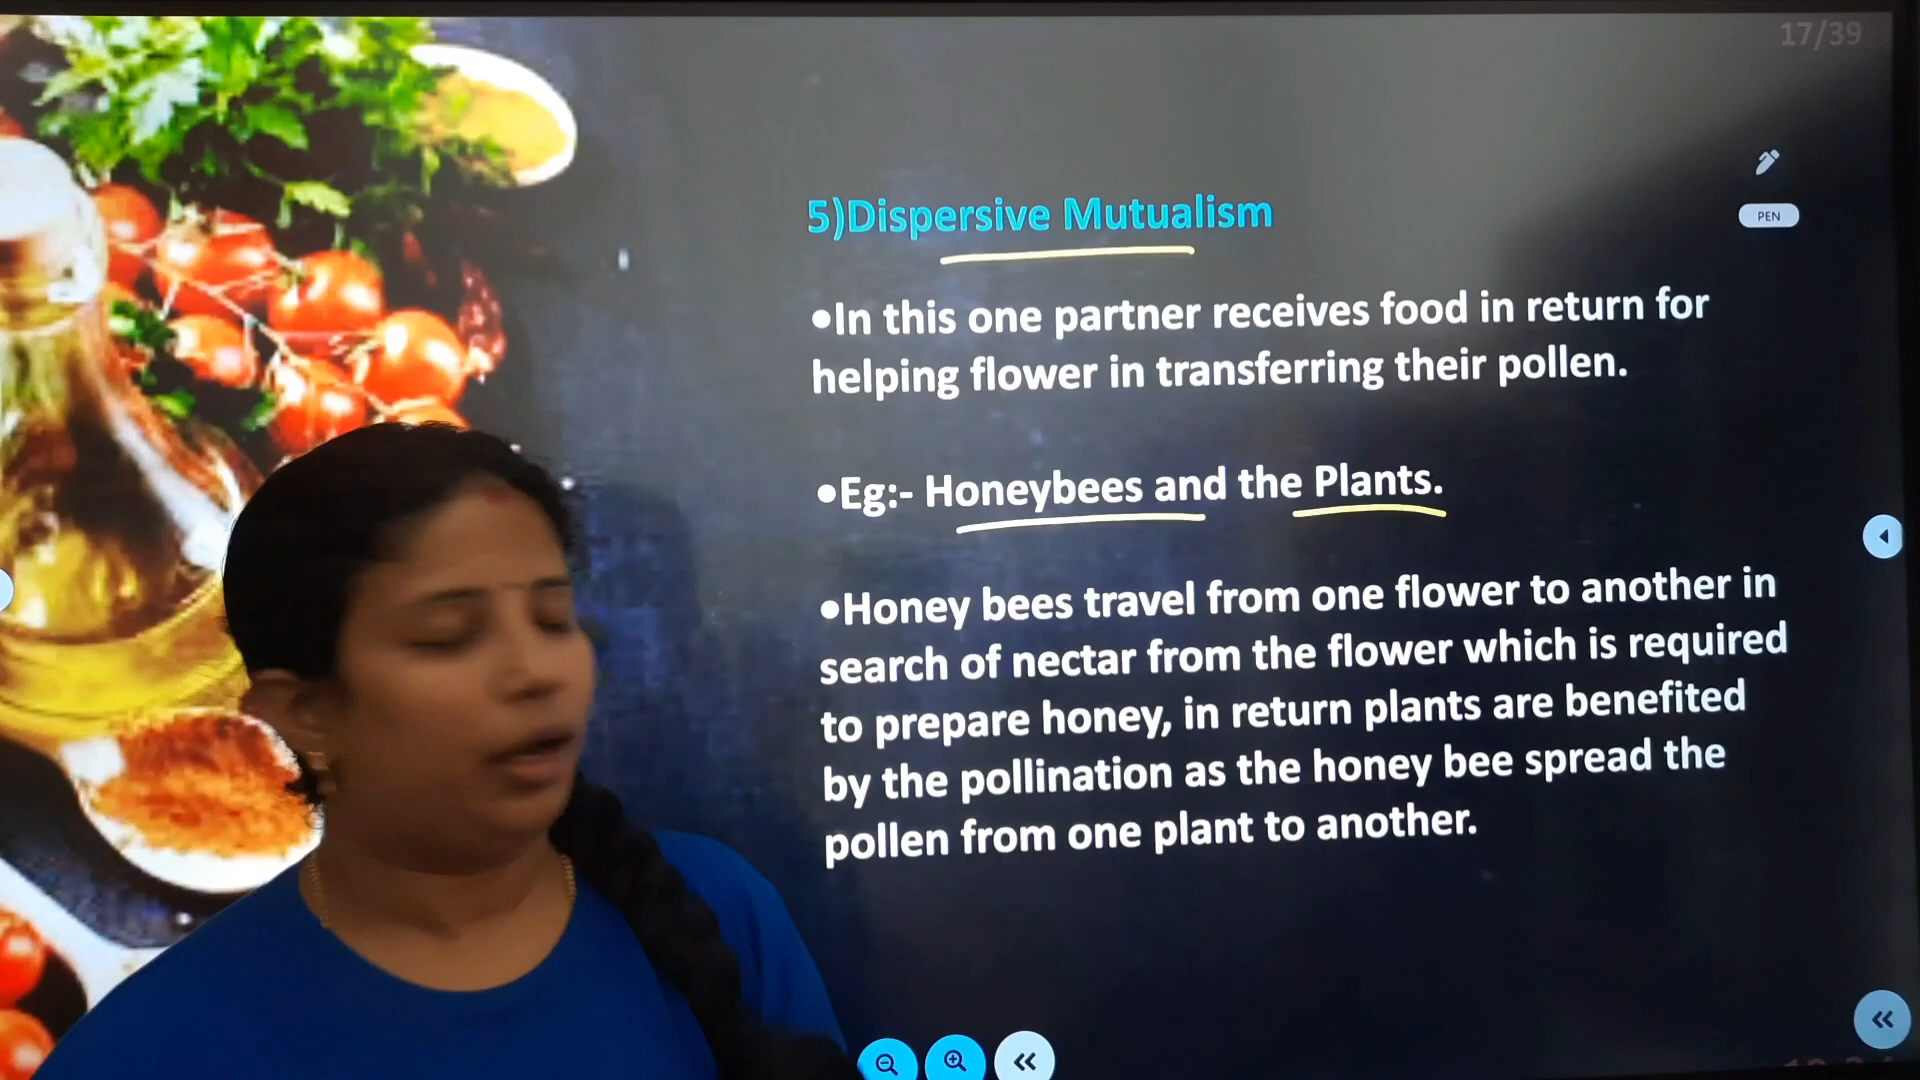 17/39
PEN
5)Dispersive Mutualism
•In this one partner receives food in return for
helping flower in transferring their pollen.
•Eg:- Honeybees and the Plants.
•Honey bees travel from one flower to another in
search of nectar from the flower which is required
to prepare honey, in return plants are benefited
by the pollination as the honey bee spread the
pollen from one plant to another.